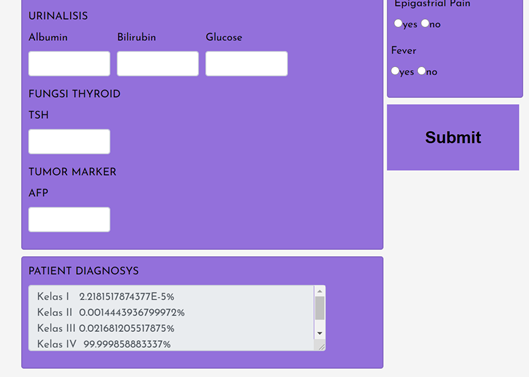 URINALISIS
Albumin Bilirubin Glucose
FUNGSI THYROID
TSH
TUMOR MARKER
AFP
PATIENT DIAGNOSYS
Kelas I 2.2181517874377E-5%
Kelas II 0.0014443936799972%
Kelas III 0.021681205517875%
Kelas IV 99.999858883337%
Epigastrial Pain
yes no
Fever
yes no
Submit